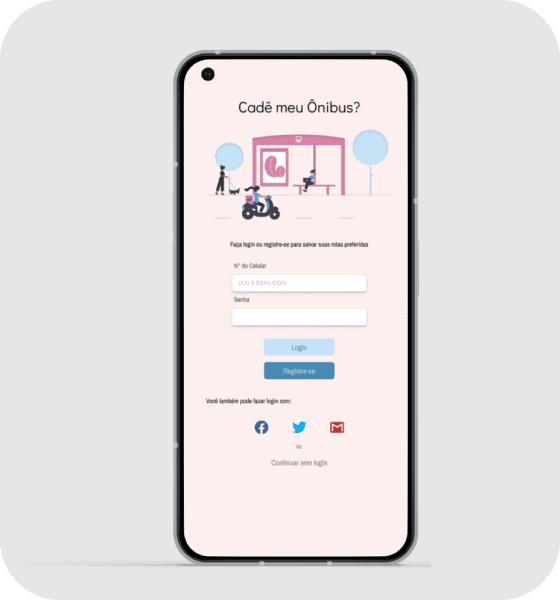 Cadê meu Ônibus?
Faça login ou registre-se para salvar suas rotas preferidas
N° do Celular
(XX) X XXXX-XXXX
Senha
Login
Registre-se
Você também pode fazer login com:
ou
Continuar sem login